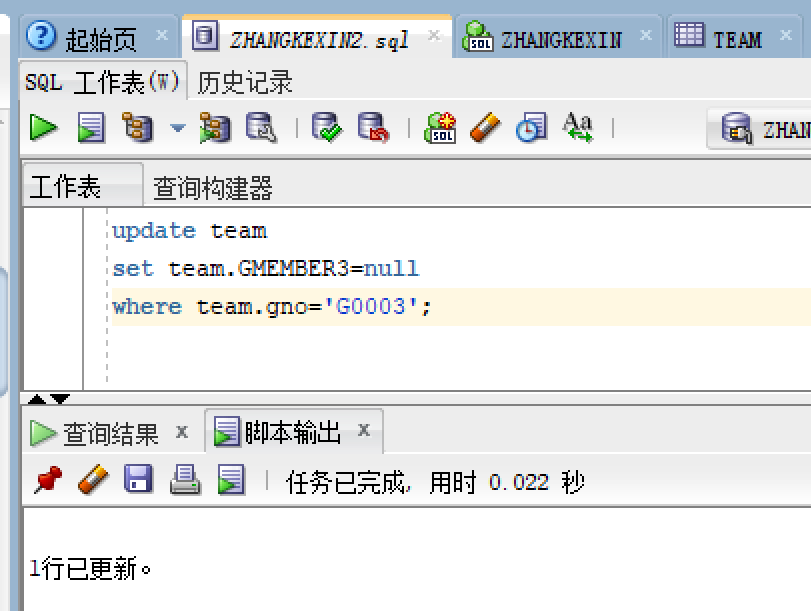 起始页 ZHANGKEXIN2.sql ZHANGKEXIN TEAM
SQL 工作表(W) 历史记录
SQL Aa ZHAN
工作表 查询构建器
update team
set team.GMEMBER3=null
where team.gno='G0003';
查询结果 x 脚本输出 x
任务已完成, 用时 0.022 秒
1行已更新。